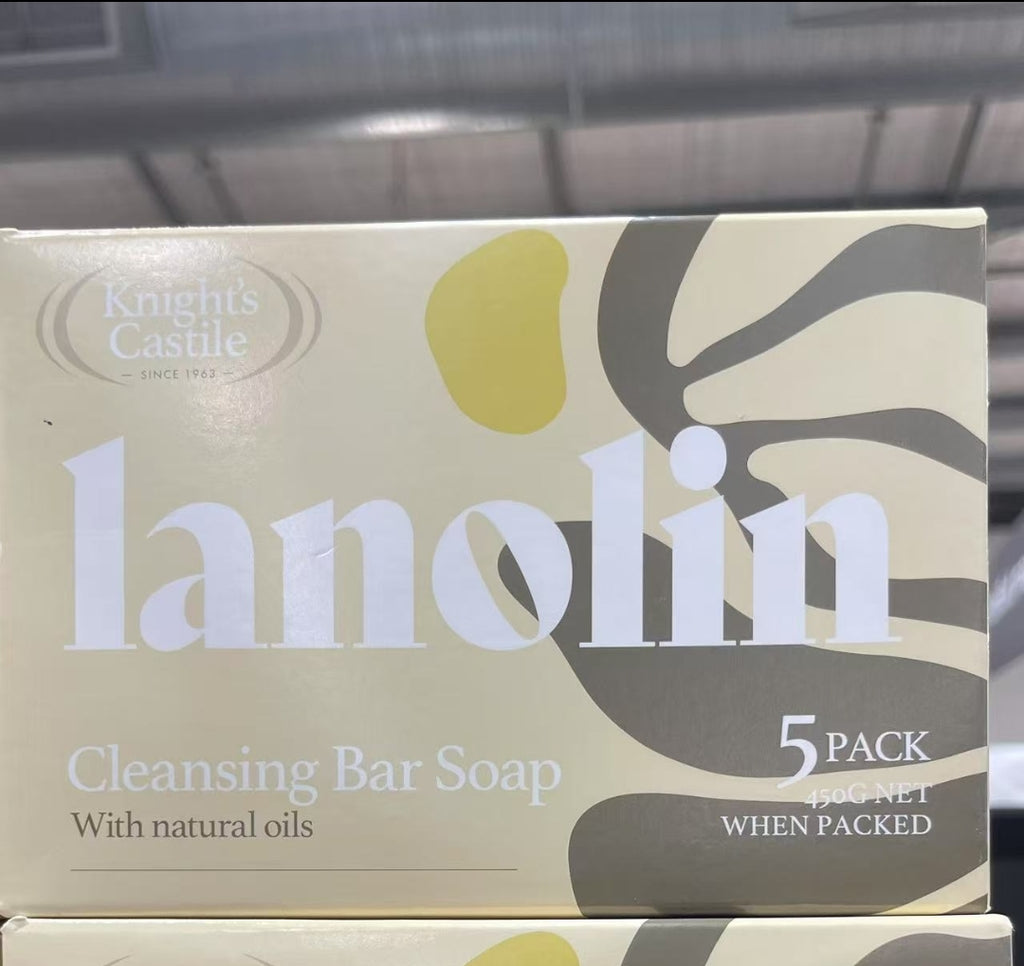 Knight's
Castile
— SINCE 1963 —
lanolin
Cleansing Bar Soap
With natural oils
5 PACK
450G NET
WHEN PACKED